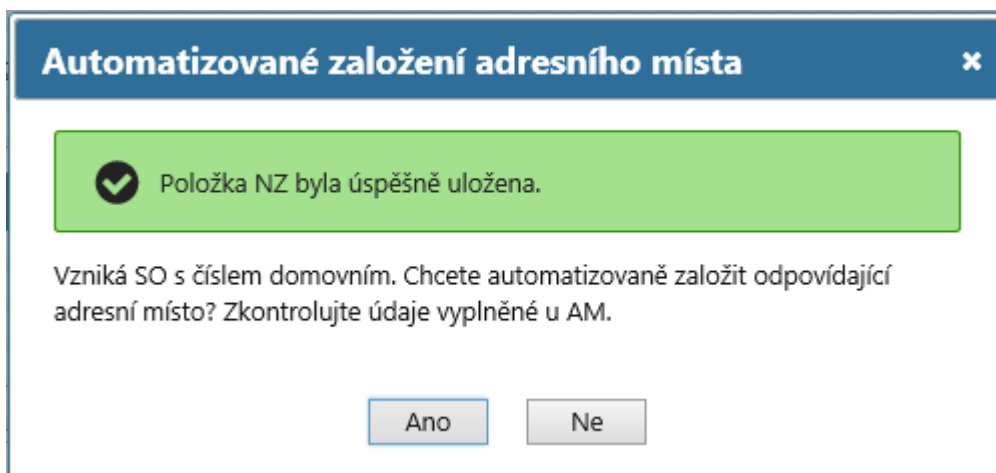 Automatizované založení adresního místa
Položka NZ byla úspěšně uložena.
Vzniká SO s číslem domovním. Chcete automatizovaně založit odpovídající
adresní místo? Zkontrolujte údaje vyplněné u AM.
Ano Ne